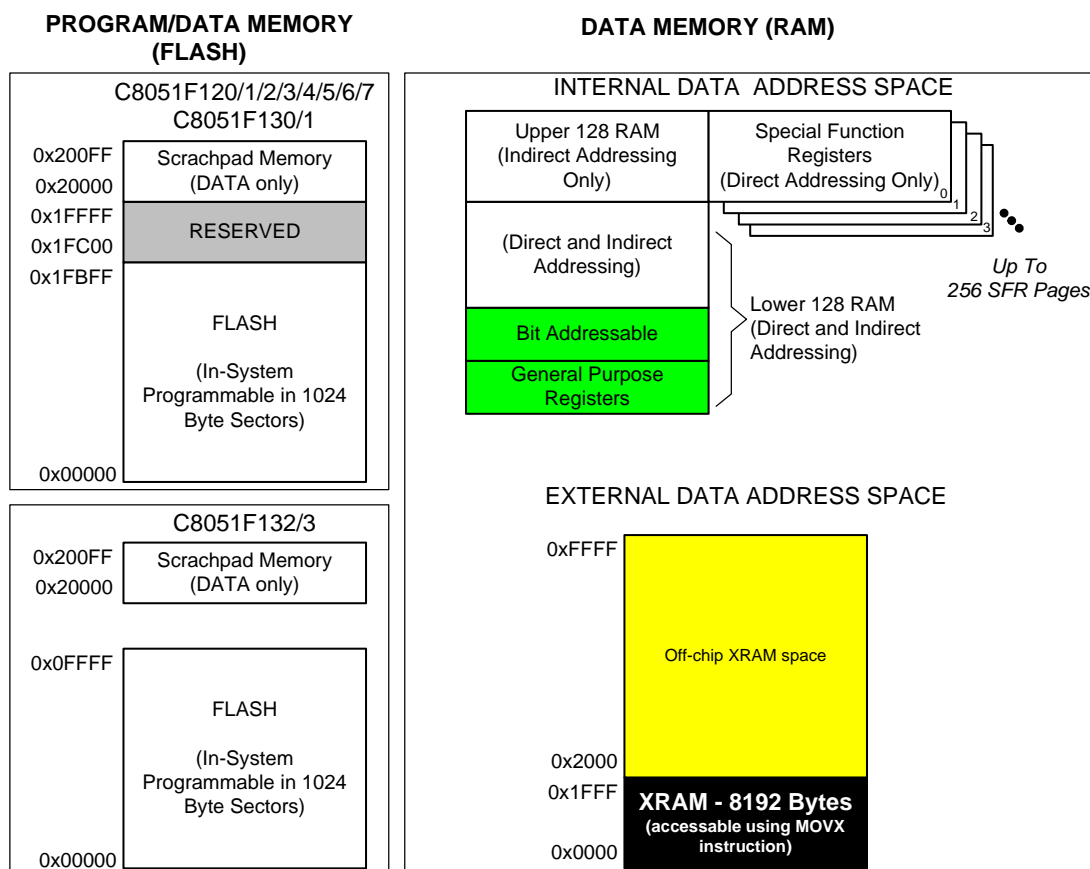 PROGRAM/DATA MEMORY
(FLASH)
C8051F120/1/2/3/4/5/6/7
C8051F130/1
0x200FF
0x20000
Scrachpad Memory
(DATA only)
0x1FFFF
0x1FC00
RESERVED
0x1FBFF
FLASH
(In-System
Programmable in 1024
Byte Sectors)
0x00000
C8051F132/3
0x200FF
0x20000
Scrachpad Memory
(DATA only)
0x0FFFF
FLASH
(In-System
Programmable in 1024
Byte Sectors)
0x00000
DATA MEMORY (RAM)
INTERNAL DATA ADDRESS SPACE
Upper 128 RAM
(Indirect Addressing
Only)
Special Function
Registers
(Direct Addressing Only)
0
1
2
3
Up To
256 SFR Pages
(Direct and Indirect
Addressing)
Bit Addressable
General Purpose
Registers
Lower 128 RAM
(Direct and Indirect
Addressing)
EXTERNAL DATA ADDRESS SPACE
0xFFFF
Off-chip XRAM space
0x2000
0x1FFF
XRAM - 8192 Bytes
(accessable using MOVX
instruction)
0x0000